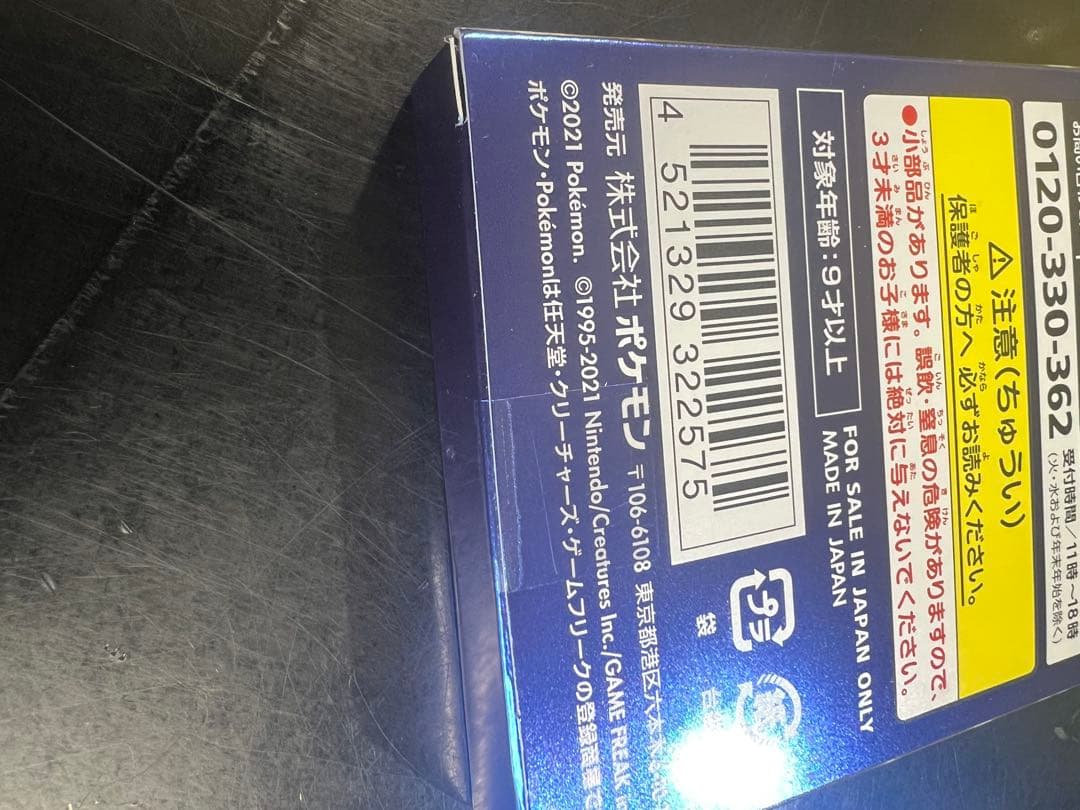 0120-330-362
受付時間／11時～18時
(火・水および年末年始を除く)
⚠注意(ちゅうい)
保護者の方へ 必ずお読みください。
●小部品があります。誤飲・窒息の危険がありますので、
3才未満のお子様には絶対に与えないでください。
対象年齢：9才以上
FOR SALE IN JAPAN ONLY
MADE IN JAPAN
4 521329 322575
プラ
袋
紙
発売元 株式会社ポケモン 〒106-6108 東京都港区六本木
©2021 Pokémon. ©1995-2021 Nintendo/Creatures Inc./GAME FREAK
ポケモン・Pokémonは任天堂・クリーチャーズ・ゲームフリークの登録商標で